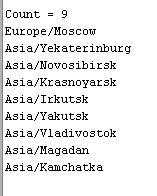 Count = 9
Europe/Moscow
Asia/Yekaterinburg
Asia/Novosibirsk
Asia/Krasnoyarsk
Asia/Irkutsk
Asia/Yakutsk
Asia/Vladivostok
Asia/Magadan
Asia/Kamchatka